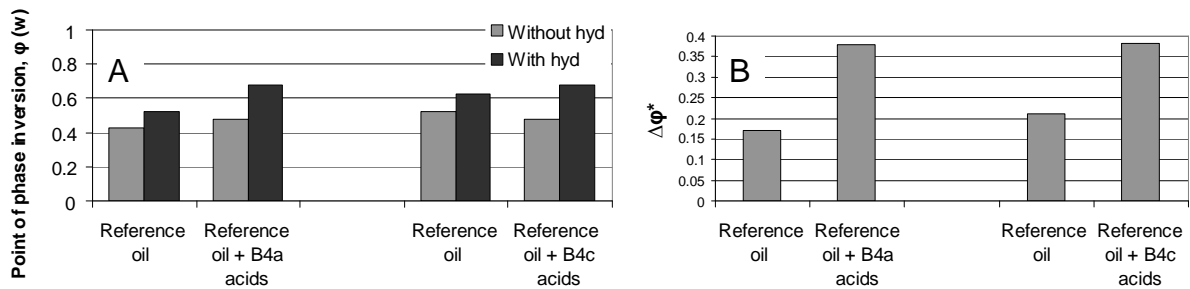 Point of phase inversion, φ (w)
1
0.8
0.6
0.4
0.2
0
A
Without hyd
With hyd
Reference
oil
Reference
oil + B4a
acids
Reference
oil
Reference
oil + B4c
acids
Δφ*
0.4
0.35
0.3
0.25
0.2
0.15
0.1
0.05
0
B
Reference
oil
Reference
oil + B4a
acids
Reference
oil
Reference
oil + B4c
acids